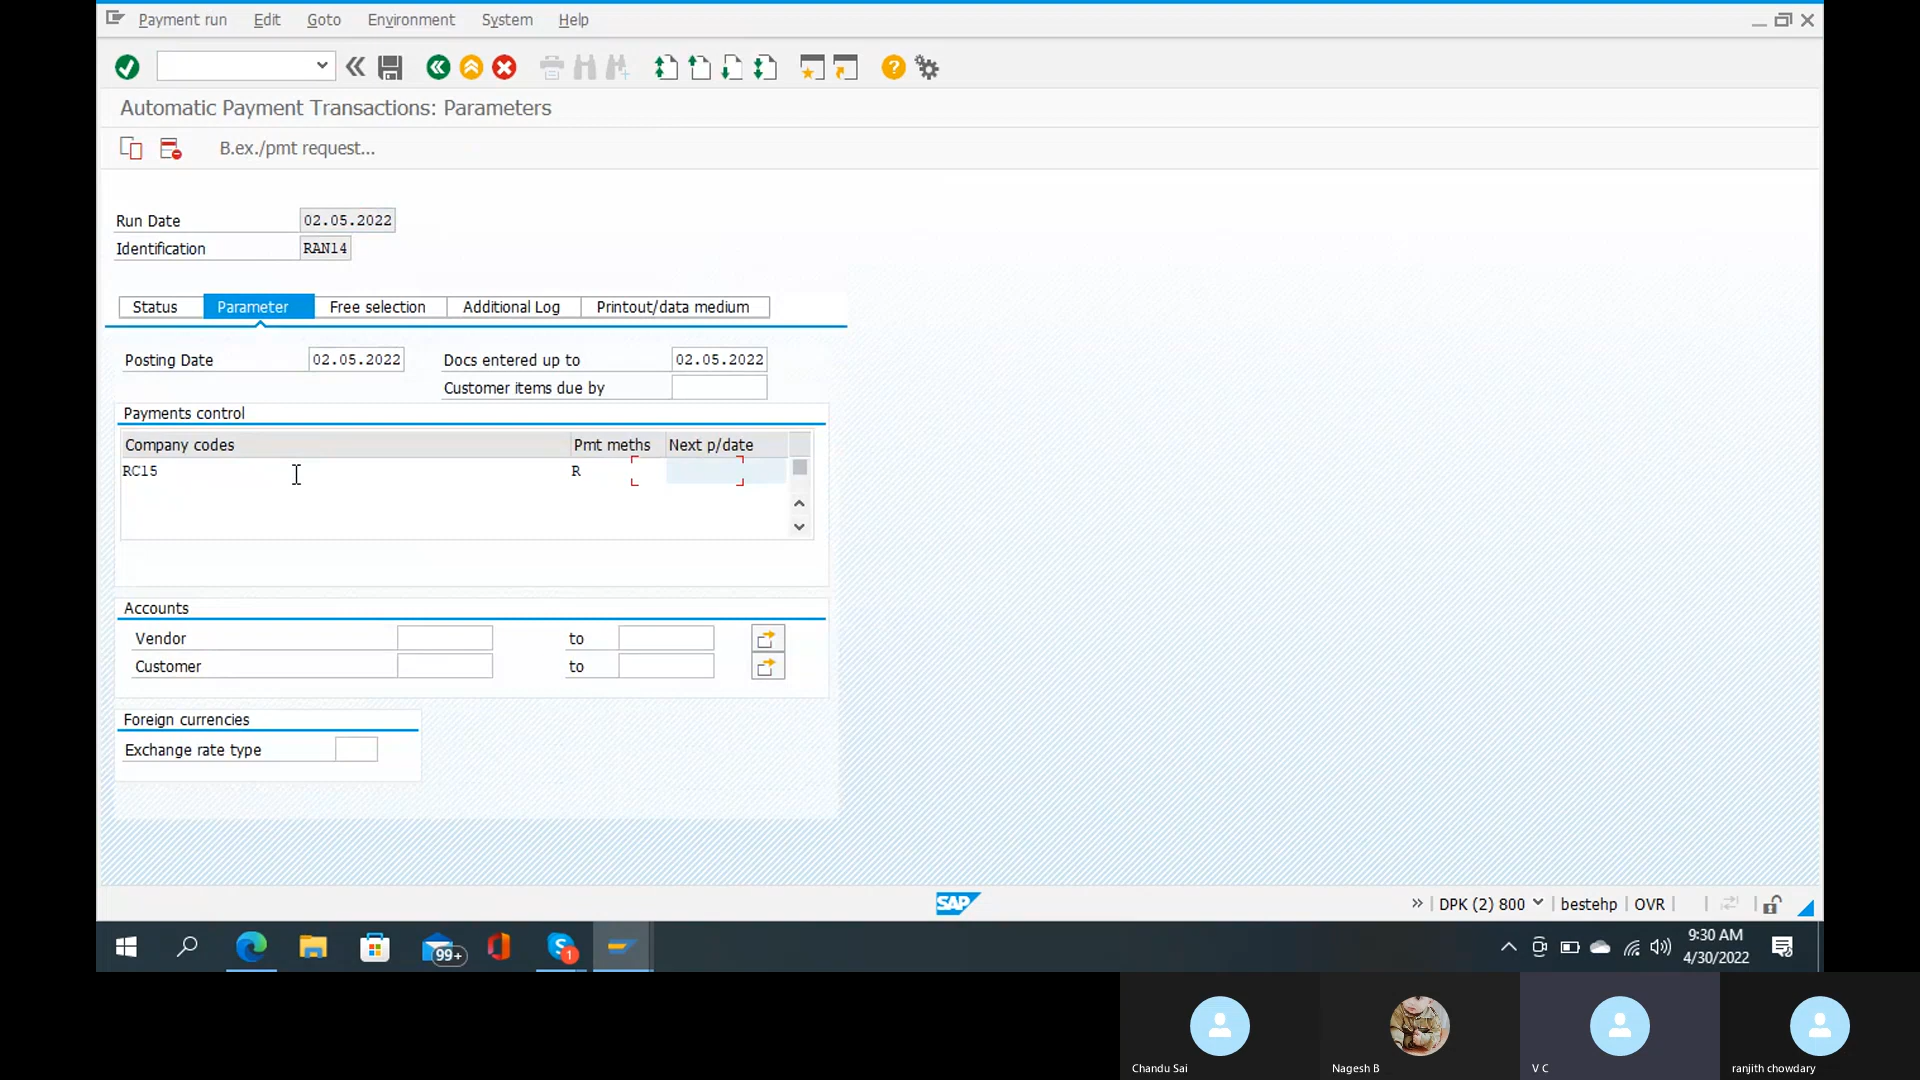 Payment run Edit Goto Environment System Help
Automatic Payment Transactions: Parameters
B.ex./pmt request...
Run Date 02.05.2022
Identification RAN14
Status Parameter Free selection Additional Log Printout/data medium
Posting Date 02.05.2022 Docs entered up to 02.05.2022
Customer items due by
Payments control
Company codes Pmt meths Next p/date
RC15 R
Accounts
Vendor to
Customer to
Foreign currencies
Exchange rate type
SAP DPK (2) 800 bestehp OVR
99+ 1 9:30 AM
4/30/2022
Chandu Sai Nagesh B V C ranjith chowdary